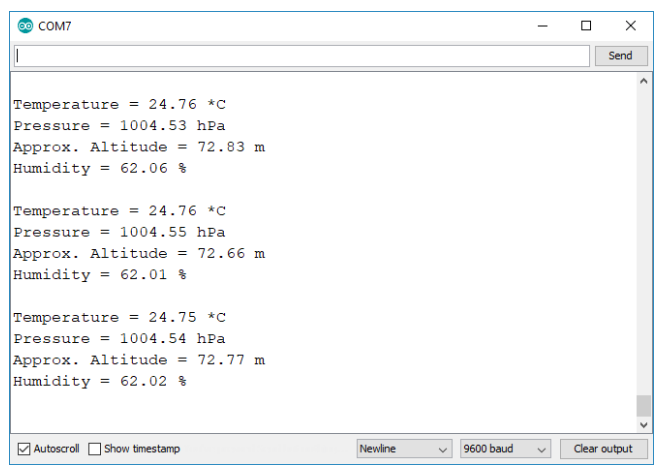 COM7
Send
Temperature = 24.76 *C
Pressure = 1004.53 hPa
Approx. Altitude = 72.83 m
Humidity = 62.06 %
Temperature = 24.76 *C
Pressure = 1004.55 hPa
Approx. Altitude = 72.66 m
Humidity = 62.01 %
Temperature = 24.75 *C
Pressure = 1004.54 hPa
Approx. Altitude = 72.77 m
Humidity = 62.02 %
Autoscroll Show timestamp Newline 9600 baud Clear output